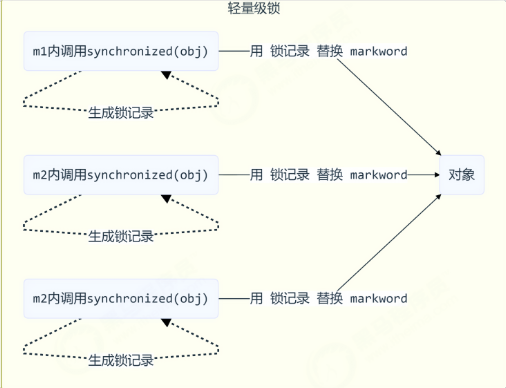 轻量级锁
m1内调用synchronized(obj)
用 锁记录 替换 markword
生成锁记录
m2内调用synchronized(obj)
用 锁记录 替换 markword
对象
生成锁记录
m2内调用synchronized(obj)
用 锁记录 替换 markword
生成锁记录